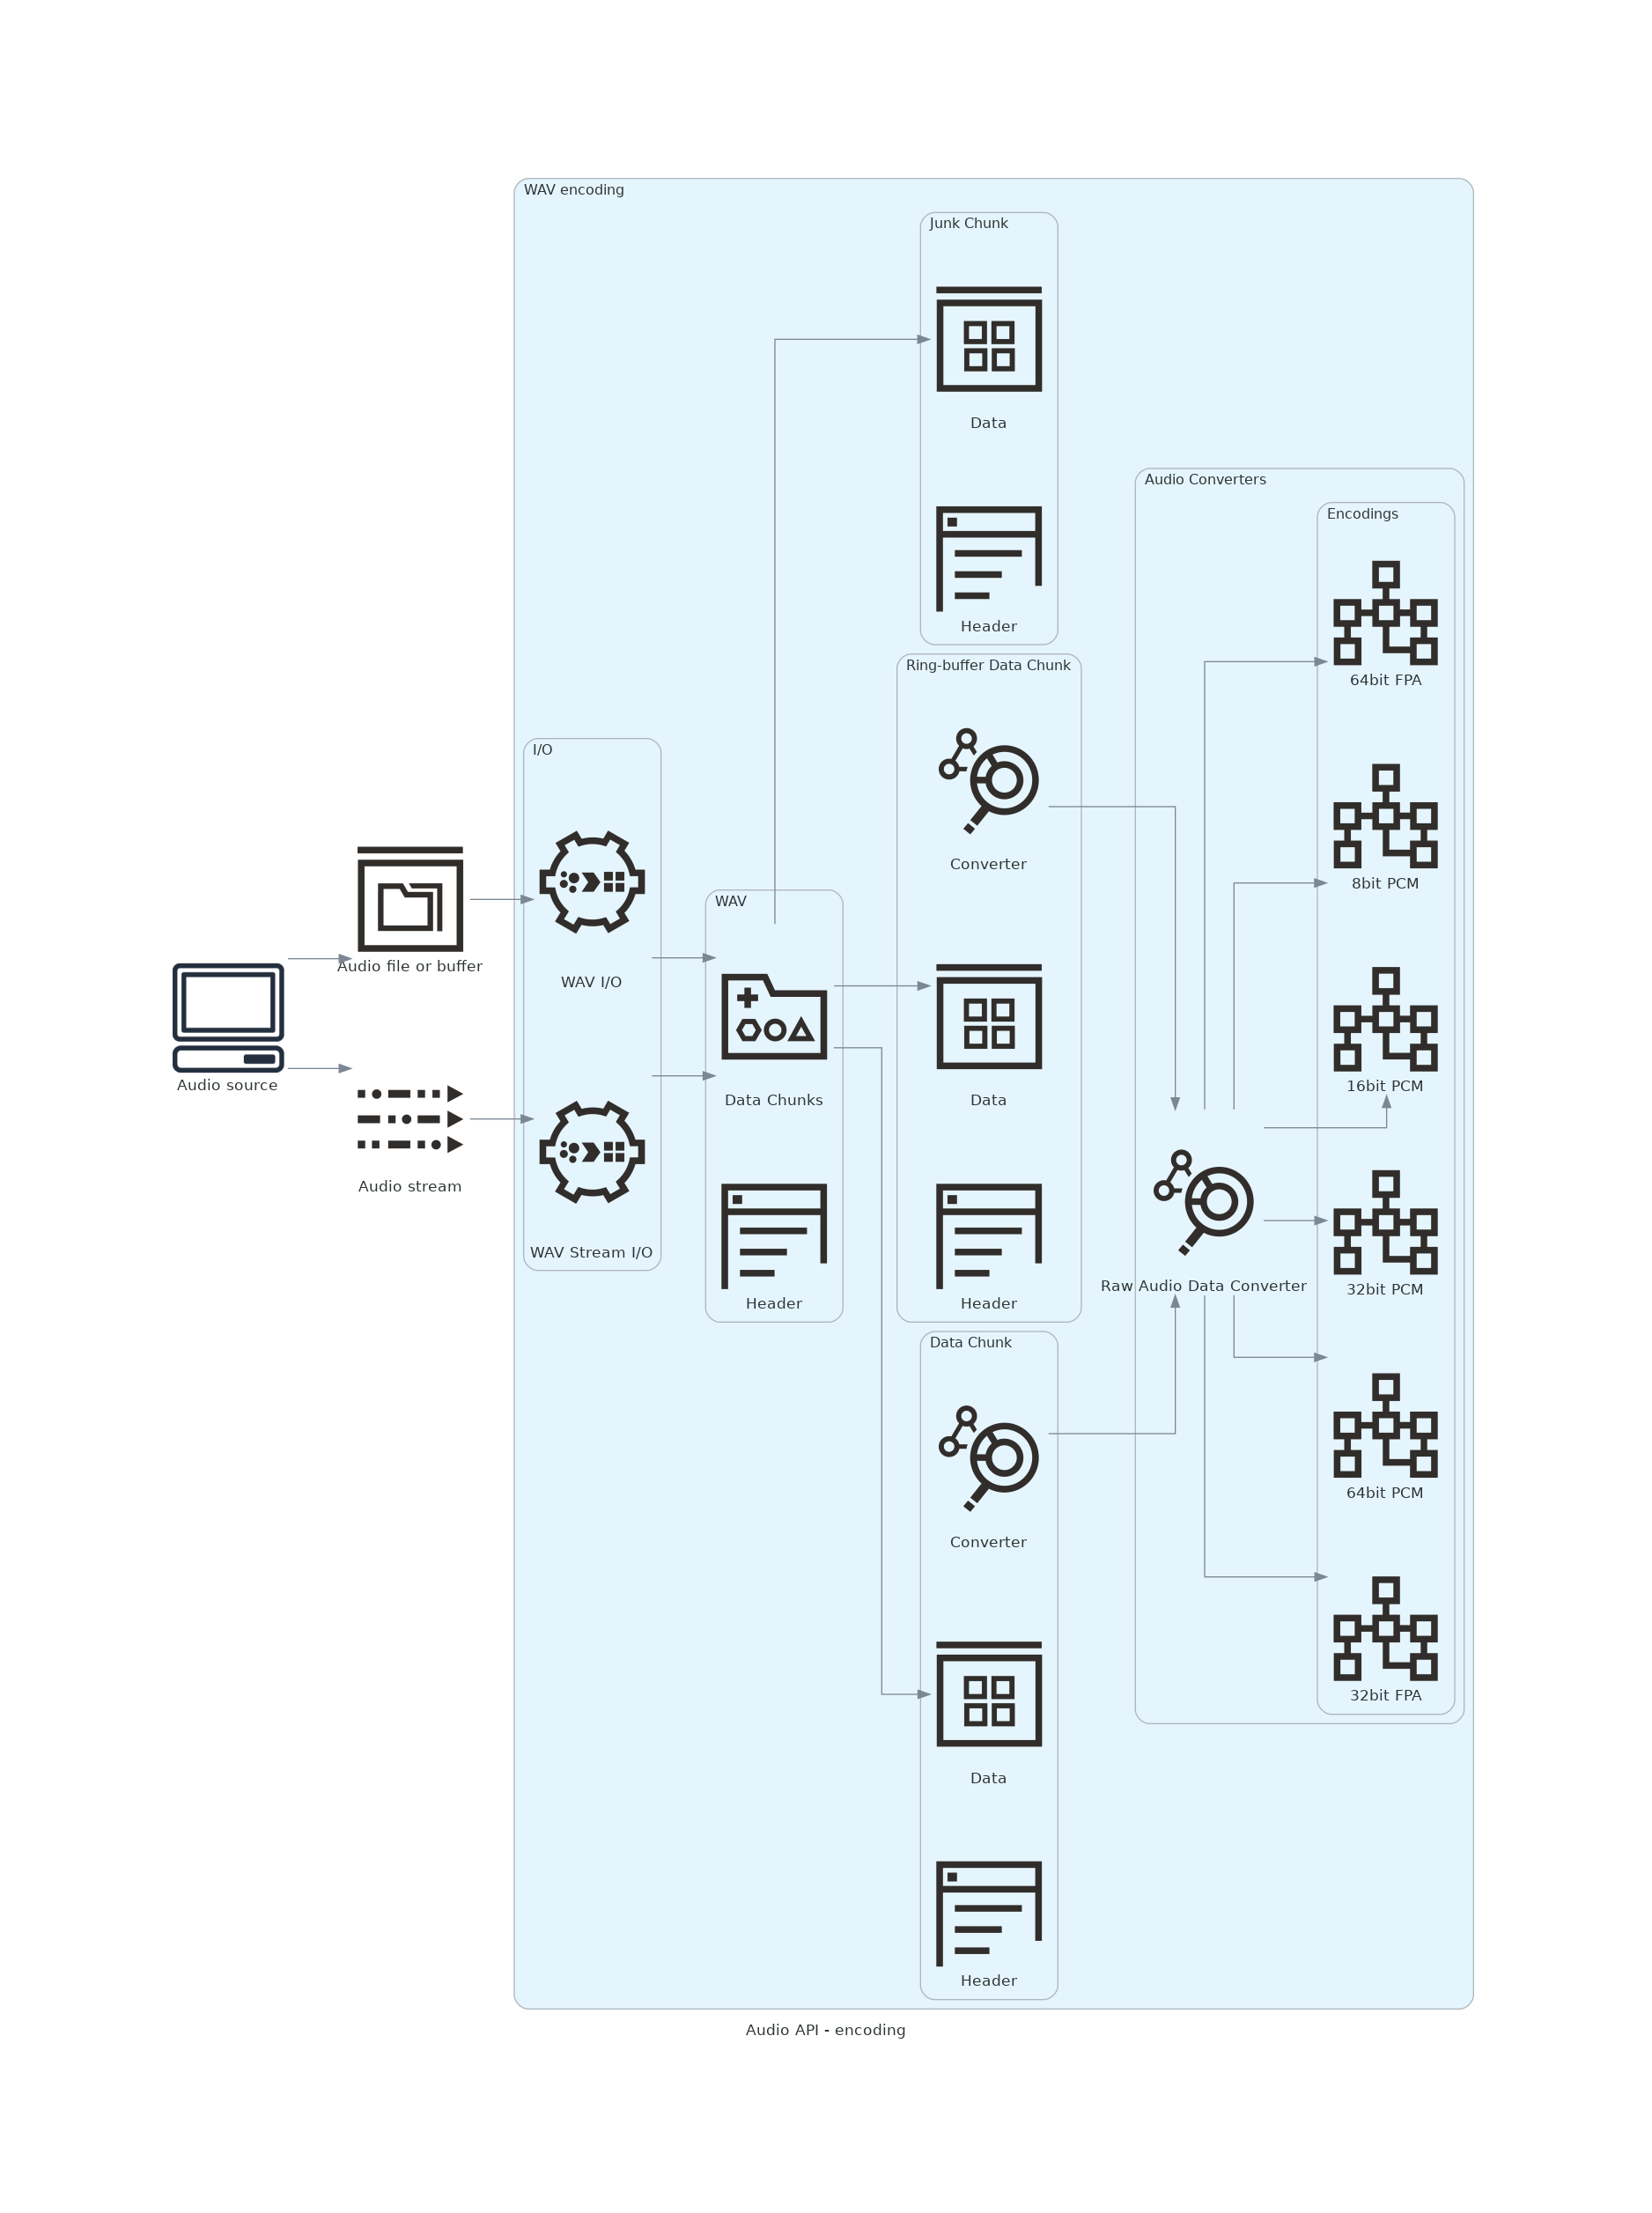 WAV encoding
Junk Chunk
Data
Header
Audio Converters
Encodings
64bit FPA
8bit PCM
16bit PCM
32bit PCM
64bit PCM
32bit FPA
Ring-buffer Data Chunk
Converter
Data
Header
I/O
WAV I/O
WAV Stream I/O
WAV
Data Chunks
Header
Audio file or buffer
Audio source
Audio stream
Raw Audio Data Converter
Data Chunk
Converter
Data
Header
Audio API - encoding